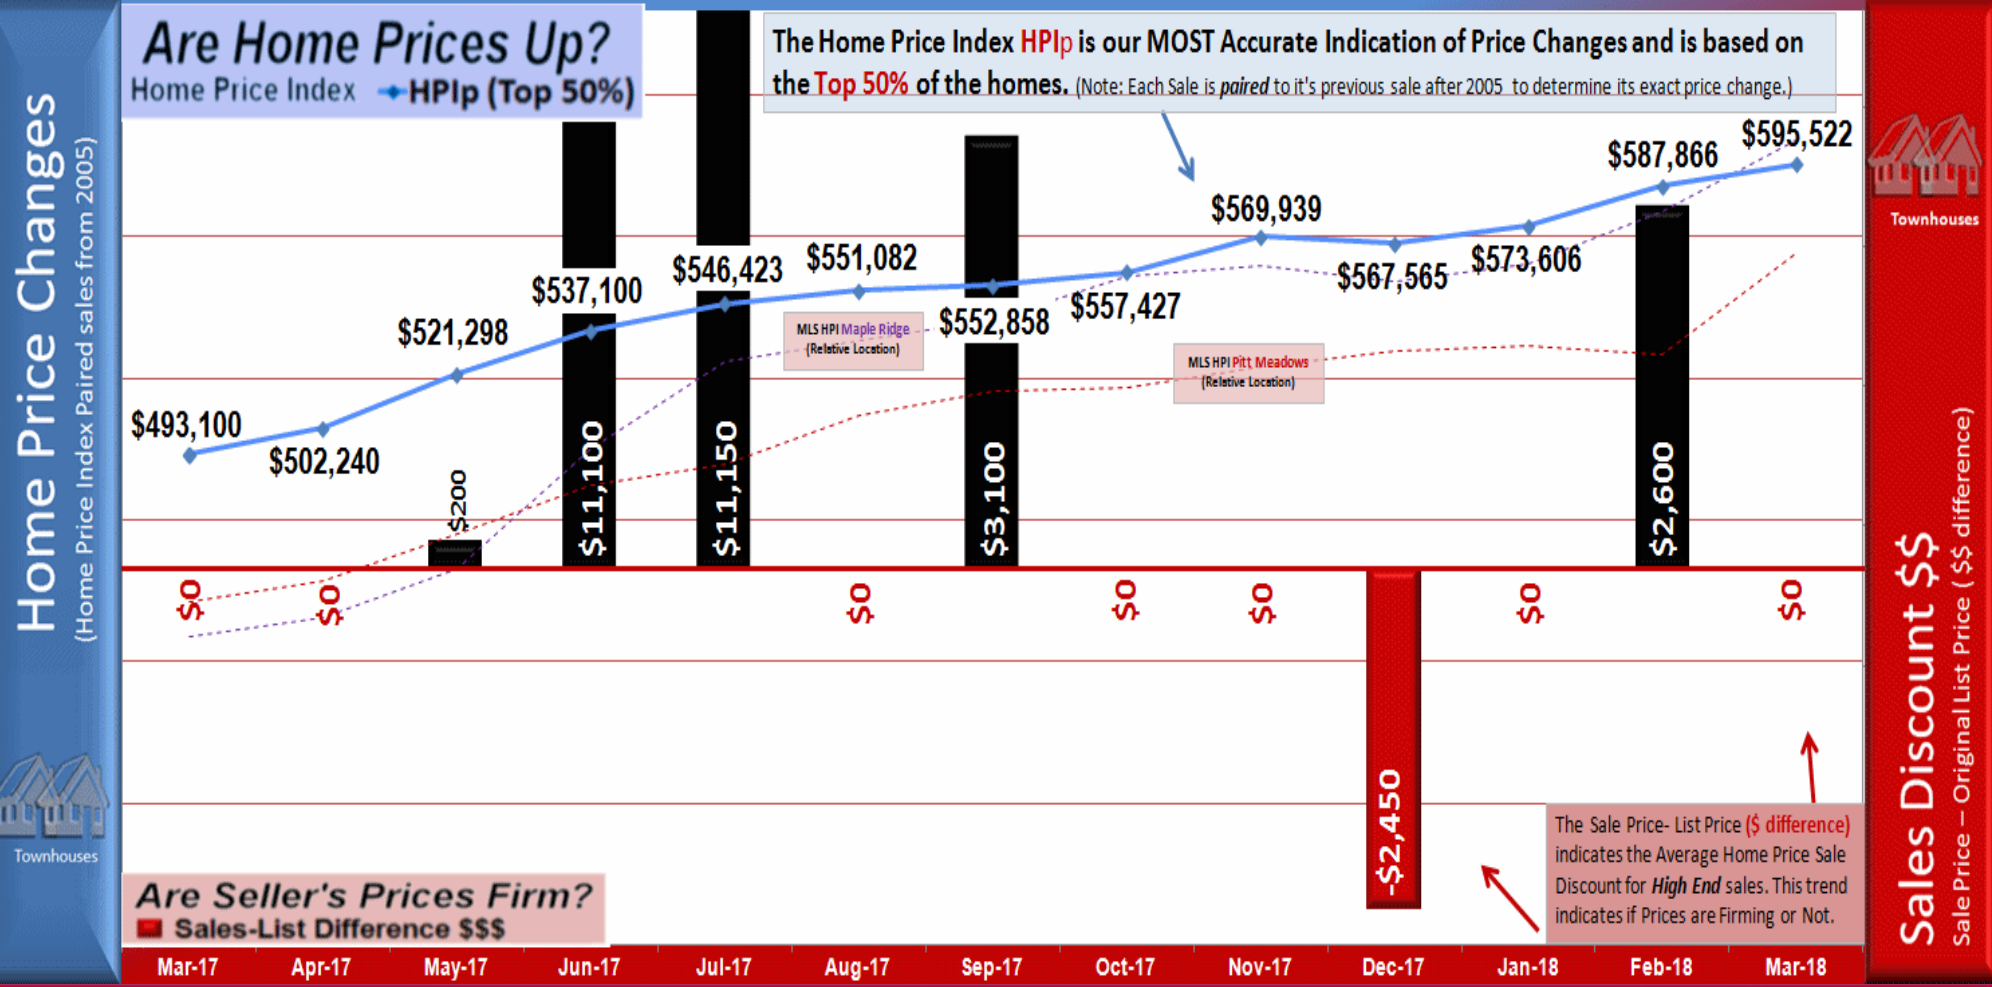 Are Home Prices Up?
Home Price Index HPIp (Top 50%)
The Home Price Index HPIp is our MOST Accurate Indication of Price Changes and is based on
the Top 50% of the homes. (Note: Each Sale is paired to it's previous sale after 2005 to determine its exact price change.)
Home Price Changes
(Home Price Index Paired sales from 2005)
Townhouses
$493,100
$502,240
$521,298
$537,100
$546,423
$551,082
$552,858
$557,427
$569,939
$567,565
$573,606
$587,866
$595,522
MLS HPI Maple Ridge
(Relative Location)
MLS HPI Pitt Meadows
(Relative Location)
$0
$0
$200
$11,100
$11,150
$0
$3,100
$0
$0
-$2,450
$0
$2,600
$0
Townhouses
Sales Discount $$
Sale Price – Original List Price ( $$ difference)
The Sale Price- List Price ($ difference)
indicates the Average Home Price Sale
Discount for High End sales. This trend
indicates if Prices are Firming or Not.
Are Seller's Prices Firm?
Sales-List Difference $$$
Mar-17 Apr-17 May-17 Jun-17 Jul-17 Aug-17 Sep-17 Oct-17 Nov-17 Dec-17 Jan-18 Feb-18 Mar-18